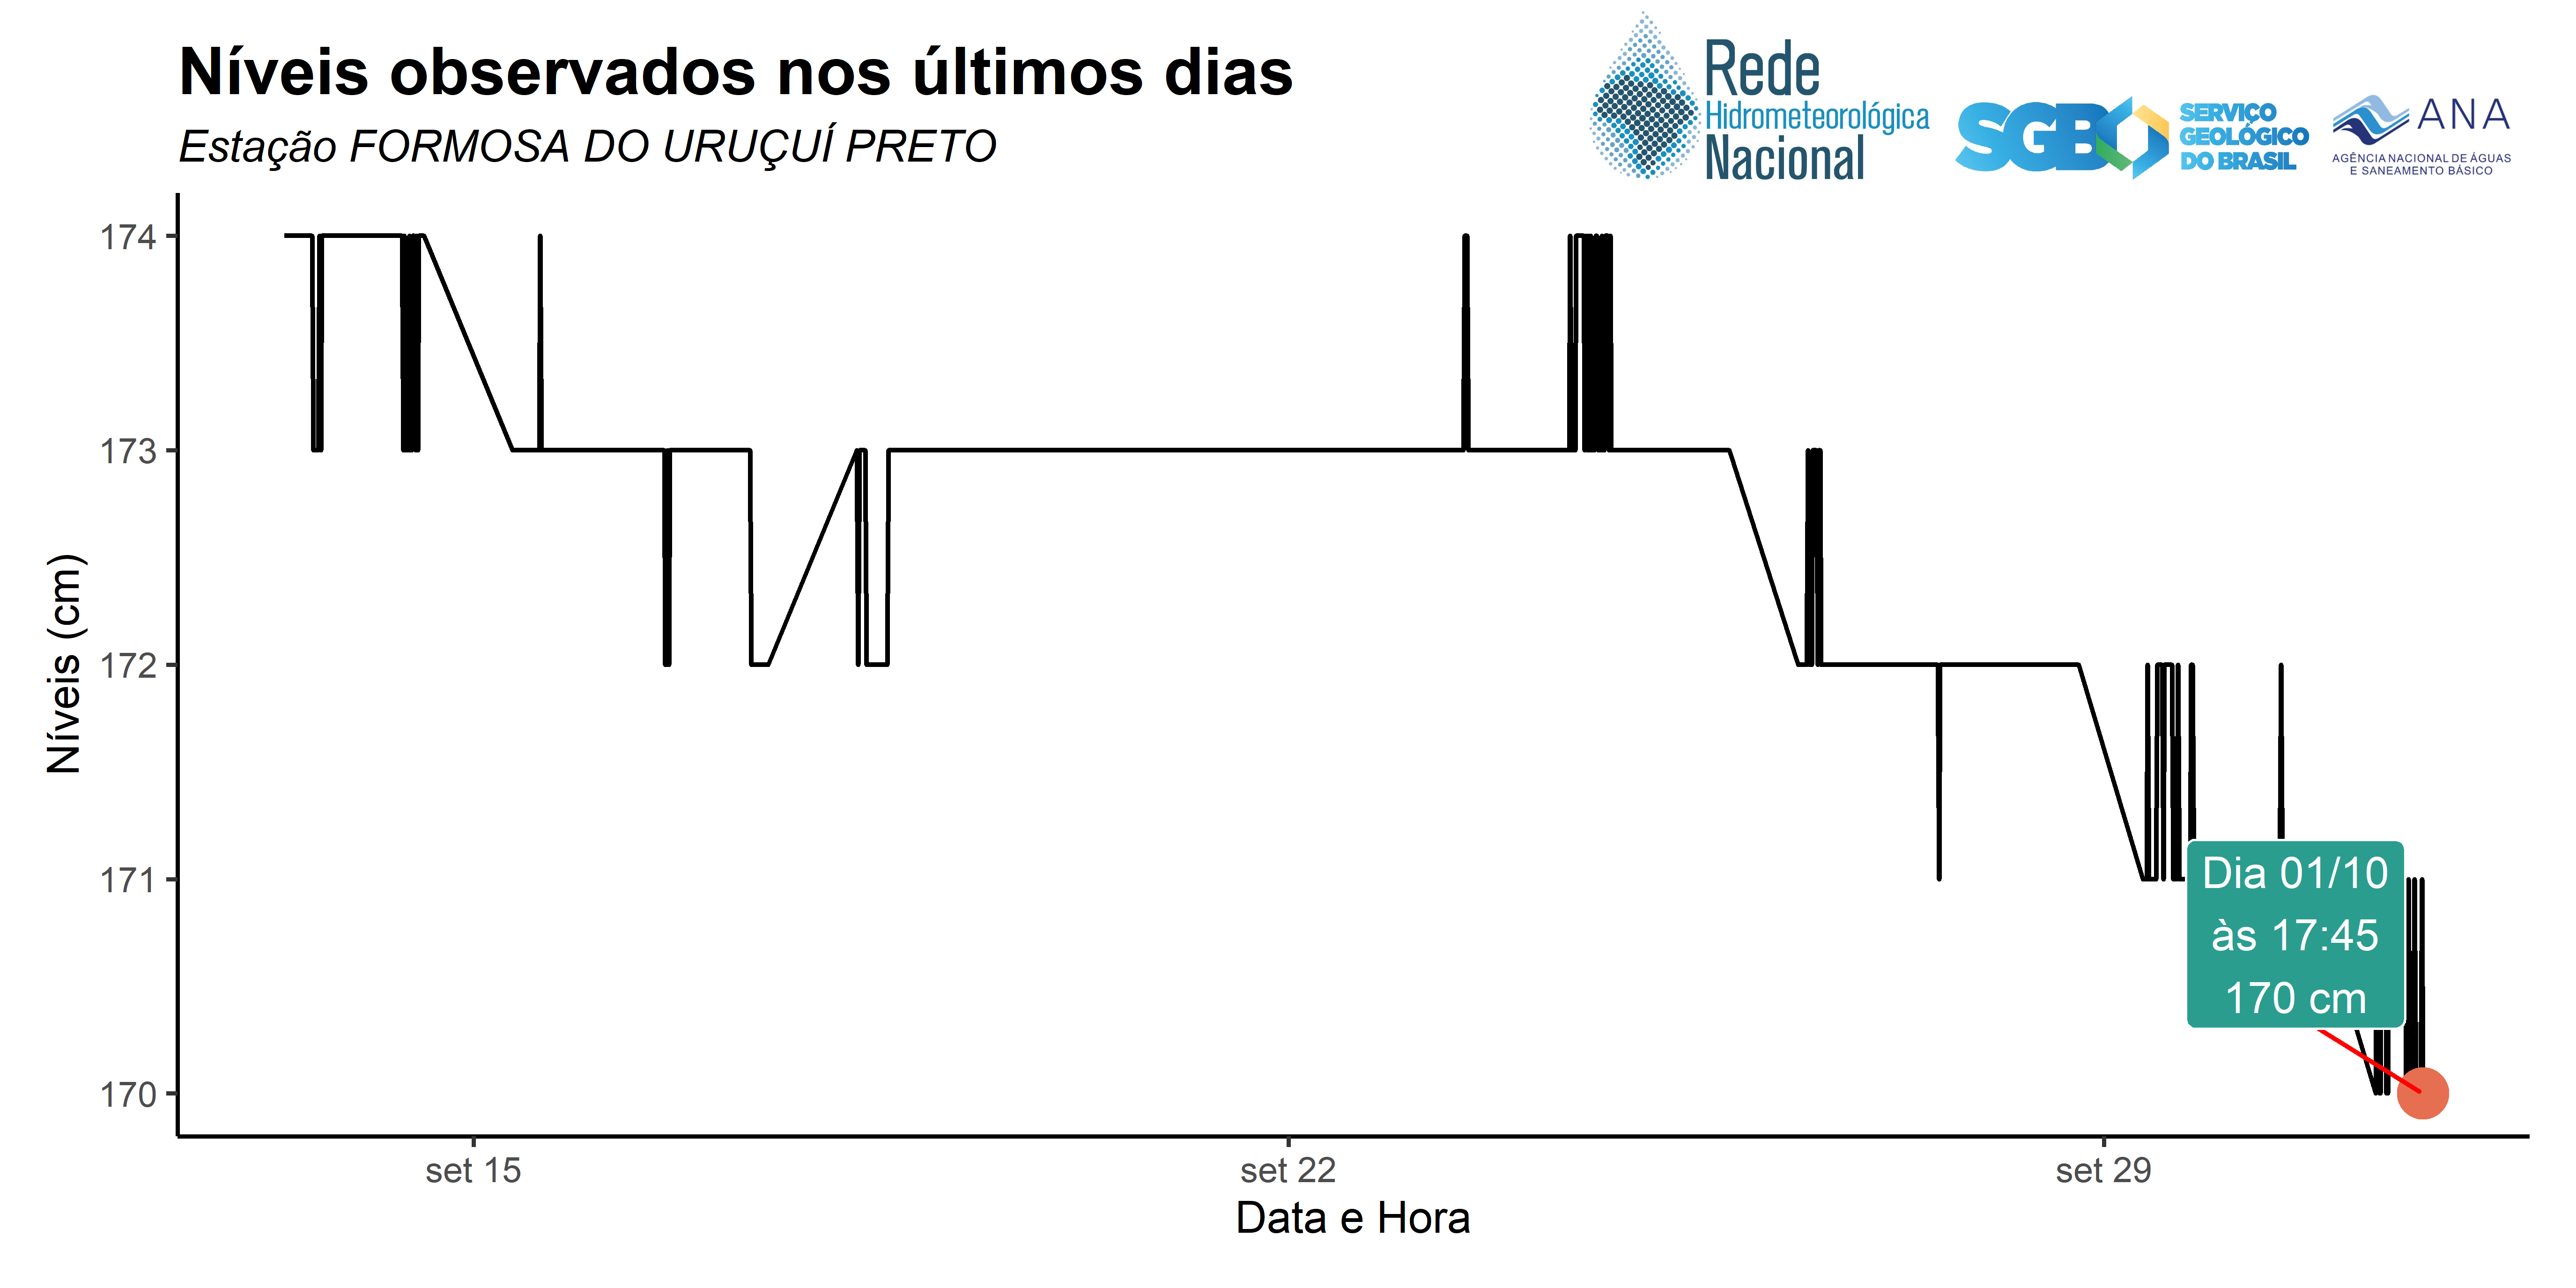 Níveis observados nos últimos dias
Estação FORMOSA DO URUÇUÍ PRETO
Rede
Hidrometeorológica
Nacional
SGB
SERVIÇO
GEOLÓGICO
DO BRASIL
ANA
AGÊNCIA NACIONAL DE ÁGUAS
E SANEAMENTO BÁSICO
Níveis (cm)
174
173
172
171
170
Dia 01/10
às 17:45
170 cm
set 15
set 22
set 29
Data e Hora